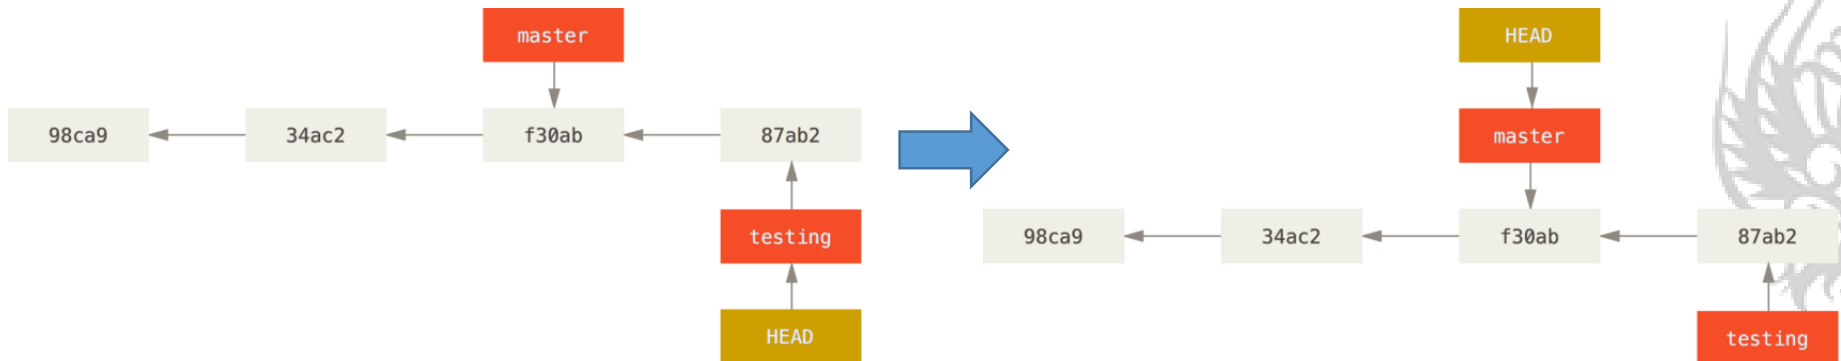 master
98ca9
34ac2
f30ab
87ab2
testing
HEAD
HEAD
master
98ca9
34ac2
f30ab
87ab2
testing